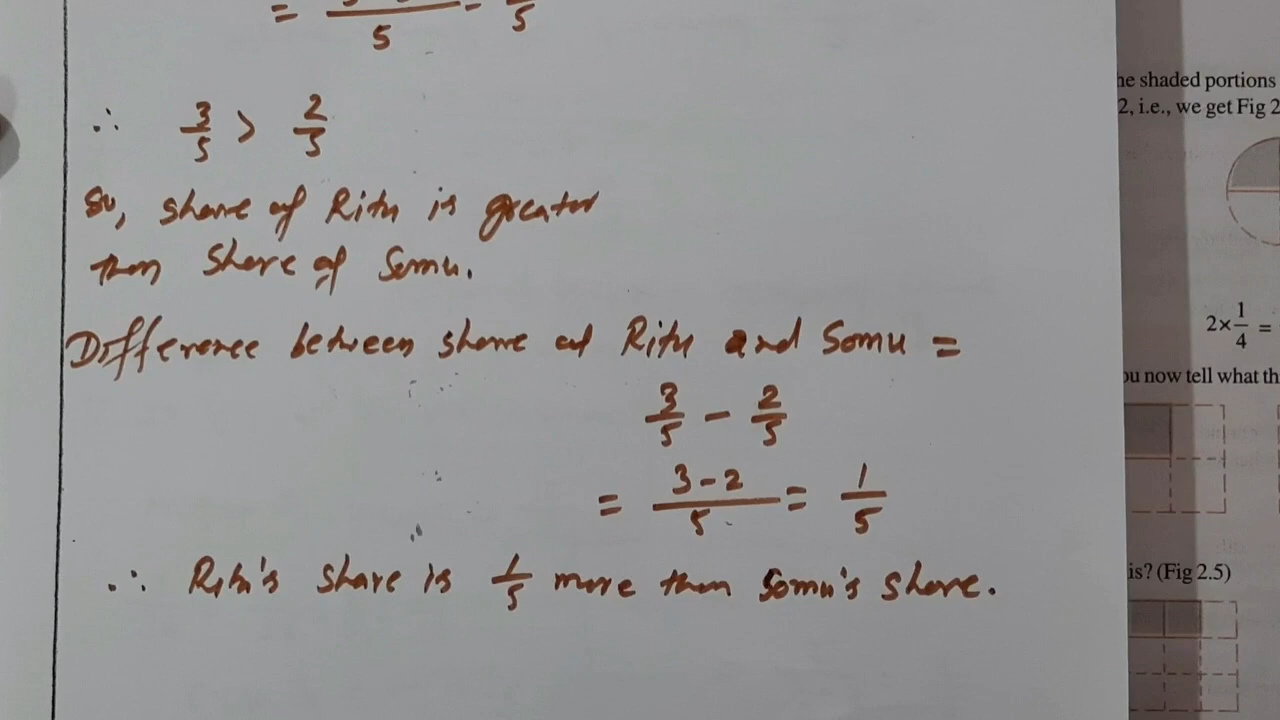 = 5 = 5
∴ 3/5 > 2/5
So, share of Ritu is greater
than share of Somu.
Difference between share of Ritu and Somu =
3/5 - 2/5
= 3-2/5 = 1/5
∴ Ritu's share is 1/5 more than Somu's share.
he shaded portions
2, i.e., we get Fig 2
2×1/4 =
ou now tell what th
is? (Fig 2.5)